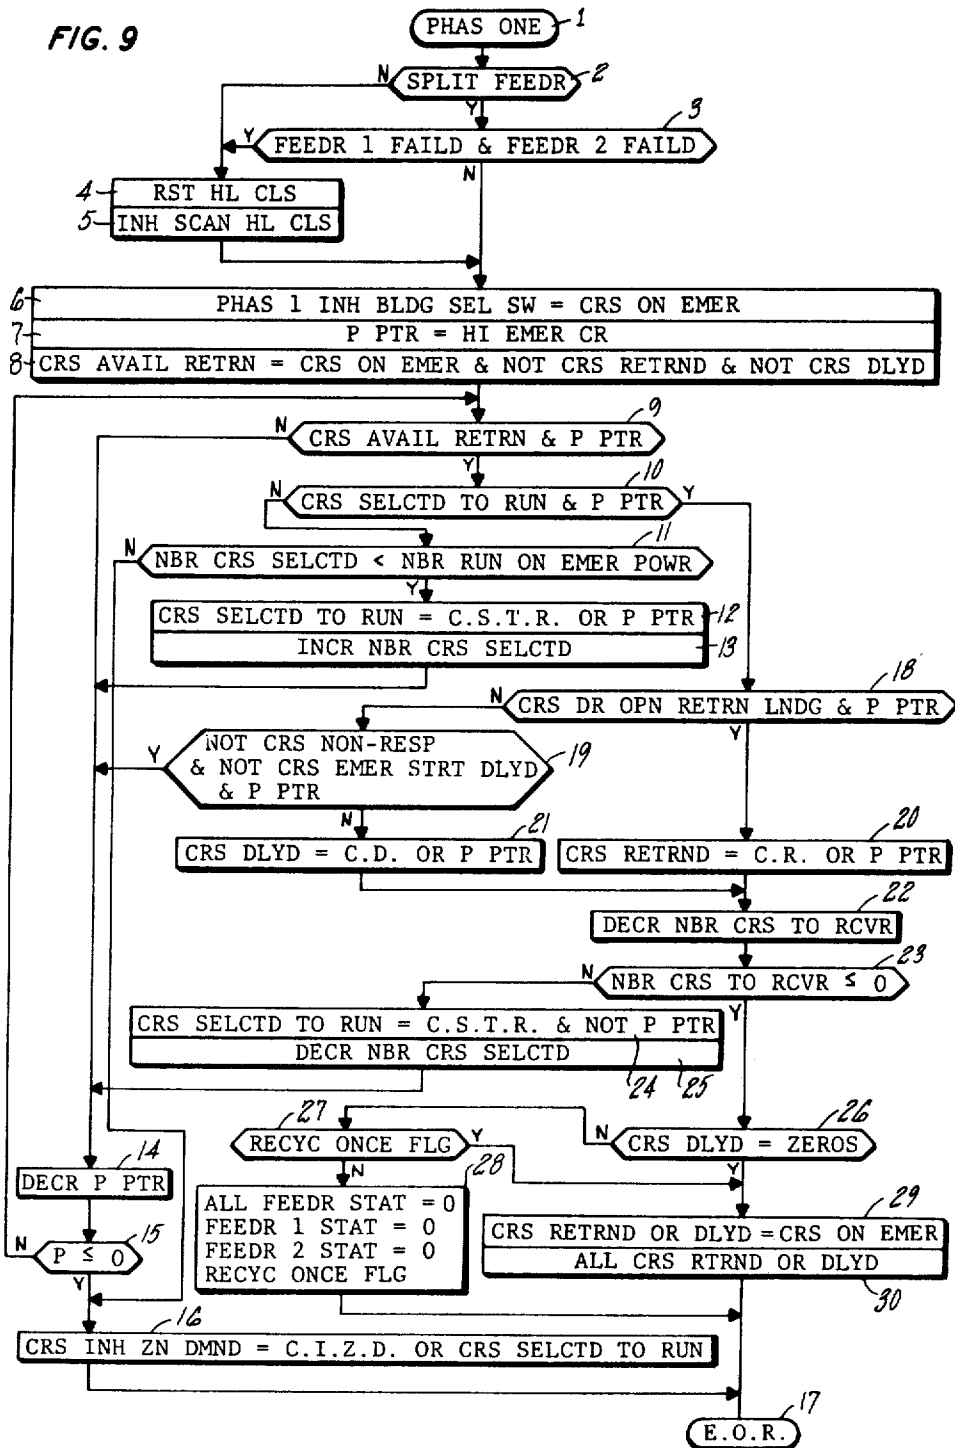 FIG. 9
PHAS ONE
1
N
SPLIT FEEDR
2
Y
3
Y
FEEDR 1 FAILD & FEEDR 2 FAILD
N
4
RST HL CLS
5
INH SCAN HL CLS
6
PHAS 1 INH BLDG SEL SW = CRS ON EMER
7
P PTR = HI EMER CR
8
CRS AVAIL RETRN = CRS ON EMER & NOT CRS RETRND & NOT CRS DLYD
9
N
CRS AVAIL RETRN & P PTR
Y
10
N
CRS SELCTD TO RUN & P PTR
Y
11
N
NBR CRS SELCTD < NBR RUN ON EMER POWR
Y
CRS SELCTD TO RUN = C.S.T.R. OR P PTR
12
INCR NBR CRS SELCTD
13
18
N
CRS DR OPN RETRN LNDG & P PTR
Y
Y
NOT CRS NON-RESP
& NOT CRS EMER STRT DLYD
& P PTR
19
N
21
CRS DLYD = C.D. OR P PTR
20
CRS RETRND = C.R. OR P PTR
22
DECR NBR CRS TO RCVR
23
N
NBR CRS TO RCVR ≤ 0
Y
CRS SELCTD TO RUN = C.S.T.R. & NOT P PTR
DECR NBR CRS SELCTD
24
25
27
26
RECYC ONCE FLG
Y
N
CRS DLYD = ZEROS
N
Y
14
DECR P PTR
28
ALL FEEDR STAT = 0
FEEDR 1 STAT = 0
FEEDR 2 STAT = 0
RECYC ONCE FLG
29
CRS RETRND OR DLYD = CRS ON EMER
ALL CRS RTRND OR DLYD
30
15
N
P ≤ 0
Y
16
CRS INH ZN DMND = C.I.Z.D. OR CRS SELCTD TO RUN
17
E.O.R.